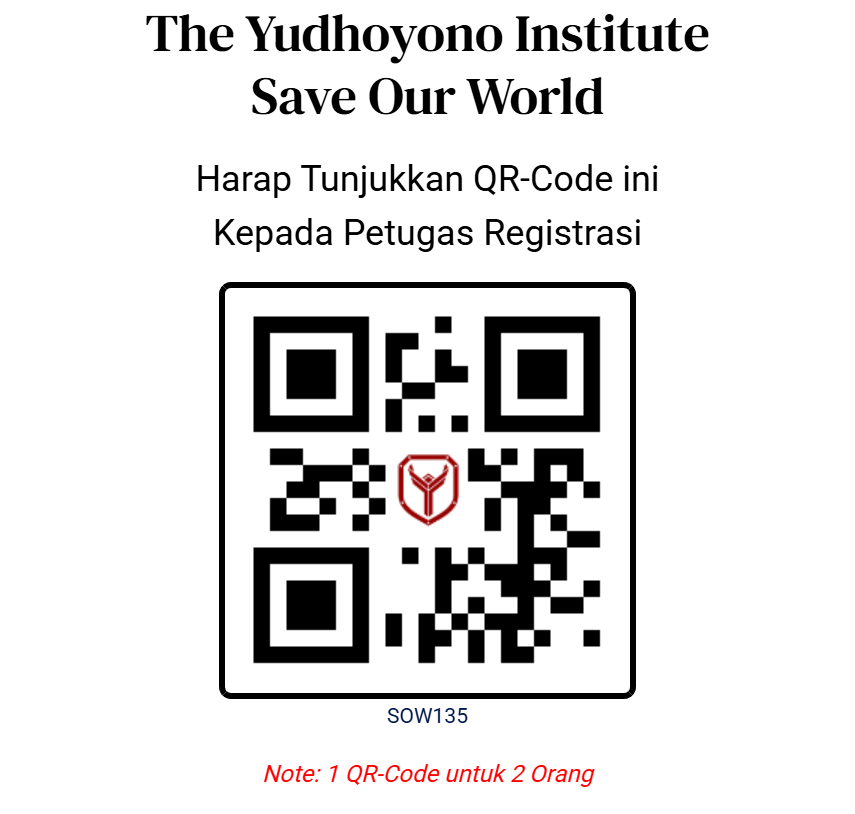 The Yudhoyono Institute
Save Our World
Harap Tunjukkan QR-Code ini
Kepada Petugas Registrasi
SOW135
Note: 1 QR-Code untuk 2 Orang